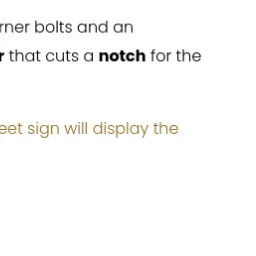 rner bolts and an
r that cuts a notch for the
eet sign will display the